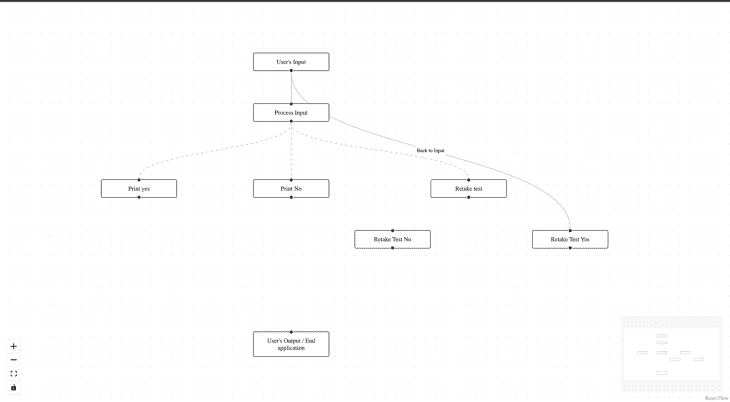 User's Input
Process Input
Back to Input
Print yes
Print No
Retake test
Retake Test No
Retake Test Yes
User's Output / End
application
React Flow